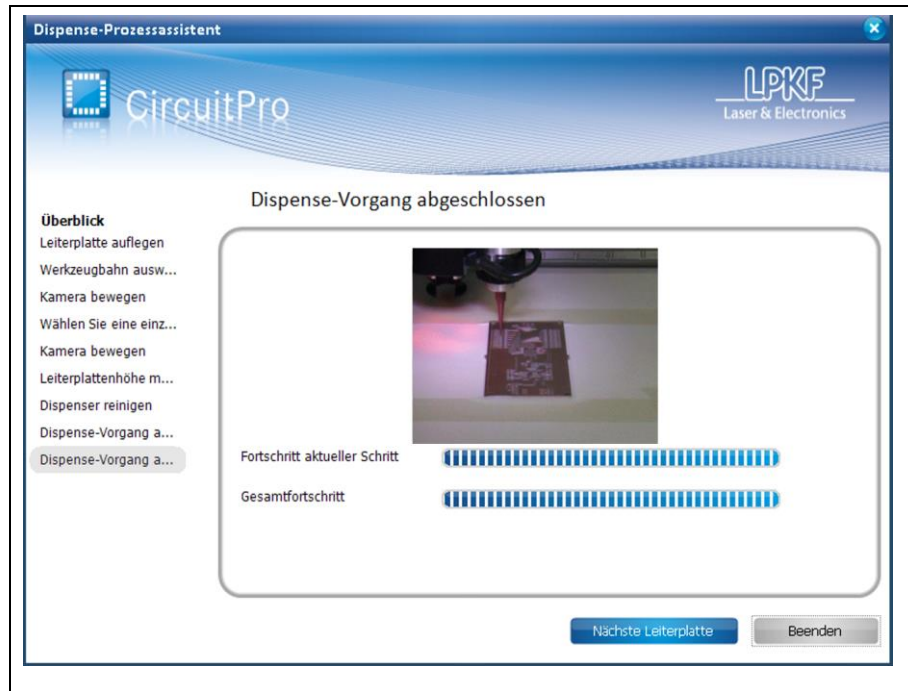 Dispense-Prozessassistent
CircuitPro
LPKF
Laser & Electronics
Dispense-Vorgang abgeschlossen
Überblick
Leiterplatte auflegen
Werkzeugbahn ausw...
Kamera bewegen
Wählen Sie eine einz...
Kamera bewegen
Leiterplattenhöhe m...
Dispenser reinigen
Dispense-Vorgang a...
Dispense-Vorgang a...
Fortschritt aktueller Schritt
Gesamtfortschritt
Nächste Leiterplatte
Beenden